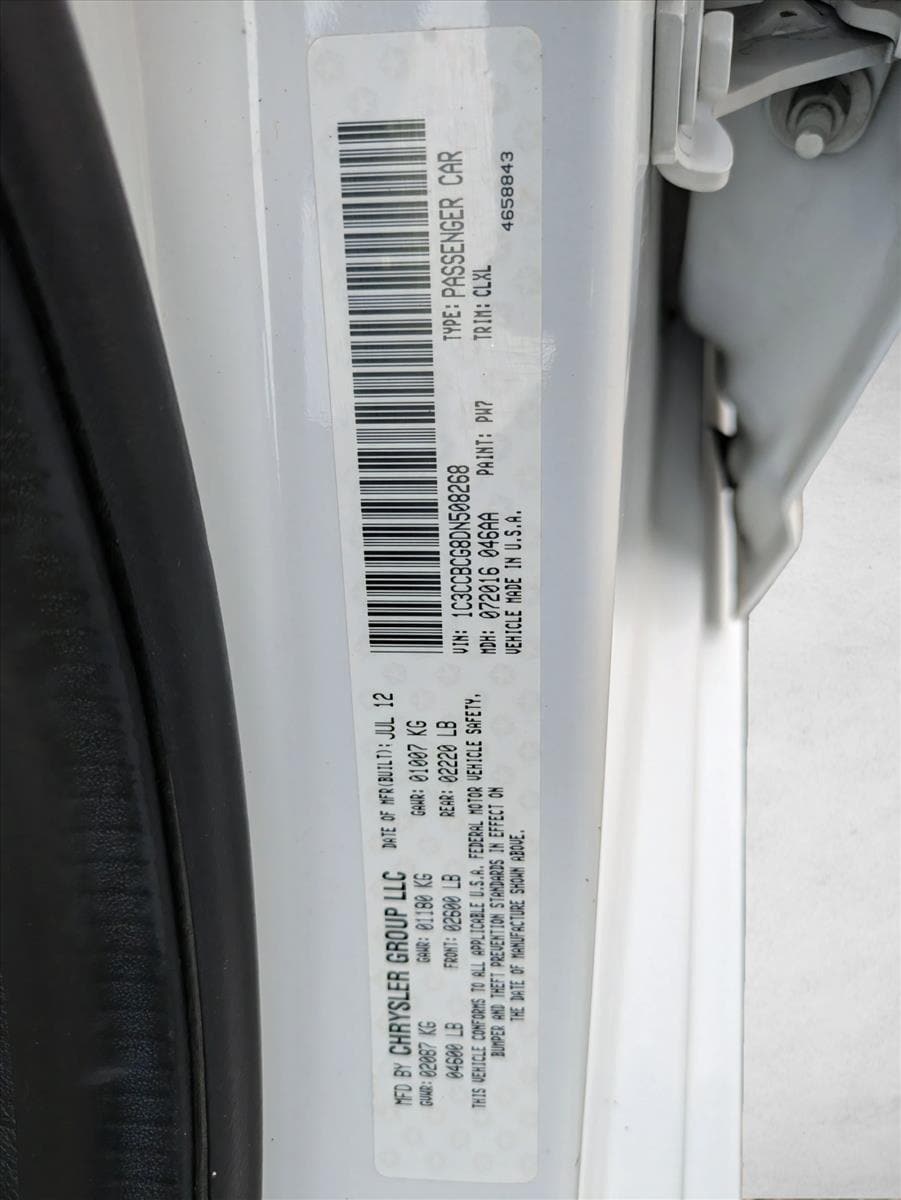 MFD BY CHRYSLER GROUP LLC DATE OF MFR(BUILT): JUL 12
GVWR: 02087 KG GAWR: 01180 KG GAWR: 01007 KG
04600 LB FRONT: 02600 LB REAR: 02220 LB
THIS VEHICLE CONFORMS TO ALL APPLICABLE U.S.A. FEDERAL MOTOR VEHICLE SAFETY,
BUMPER AND THEFT PREVENTION STANDARDS IN EFFECT ON
THE DATE OF MANUFACTURE SHOWN ABOVE.
VIN: 1C3CCBCG8DN508268 TYPE: PASSENGER CAR
MDH: 072016 046AA PAINT: PW7 TRIM: CLXL
VEHICLE MADE IN U.S.A. 4658843